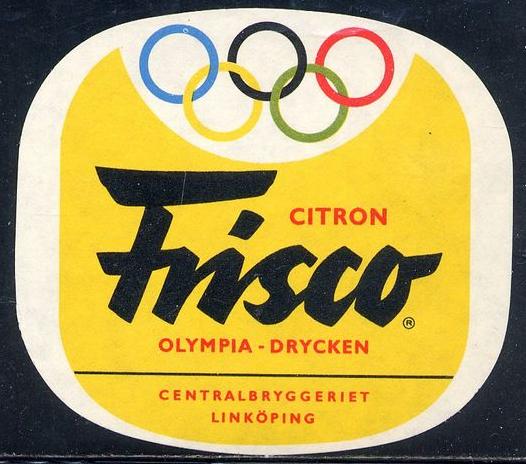 CITRON
Frisco®
OLYMPIA-DRYCKEN
CENTRALBRYGGERIET
LINKÖPING